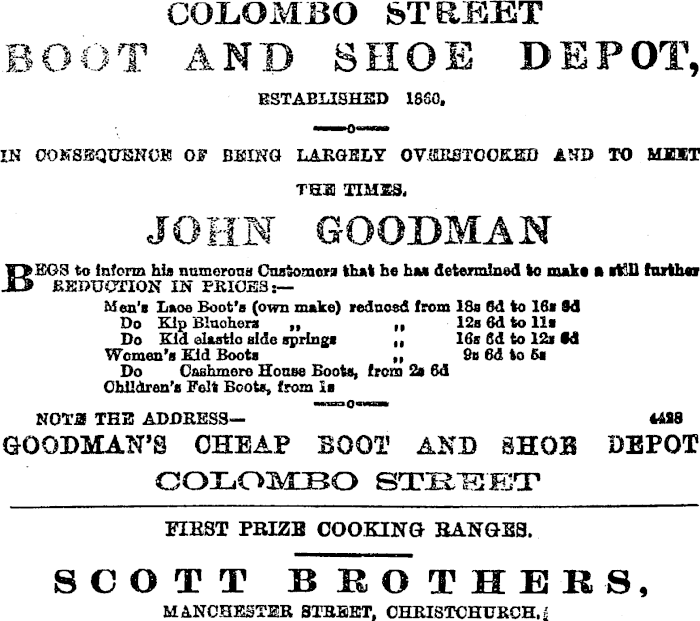 COLOMBO STREET
BOOT AND SHOE DEPOT,
ESTABLISHED 1860.
IN CONSEQUENCE OF BEING LARGELY OVERSTOCKED AND TO MEET
THE TIMES.
JOHN GOODMAN
BEGS to inform his numerous Customers that he has determined to make a still further
REDUCTION IN PRICES:—
Men's Lace Boot's (own make) reduced from 18s 6d to 16s 6d
Do Kip Bluchers „ „ 12s 6d to 11s
Do Kid elastic side springs „ 16s 6d to 12s 6d
Women's Kid Boots „ 9s 6d to 5s
Do Cashmere House Boots, from 2s 6d
Children's Felt Boots, from 1s
NOTE THE ADDRESS— 4428
GOODMAN'S CHEAP BOOT AND SHOE DEPOT
COLOMBO STREET
FIRST PRIZE COOKING RANGES.
SCOTT BROTHERS,
MANCHESTER STREET, CHRISTCHURCH.